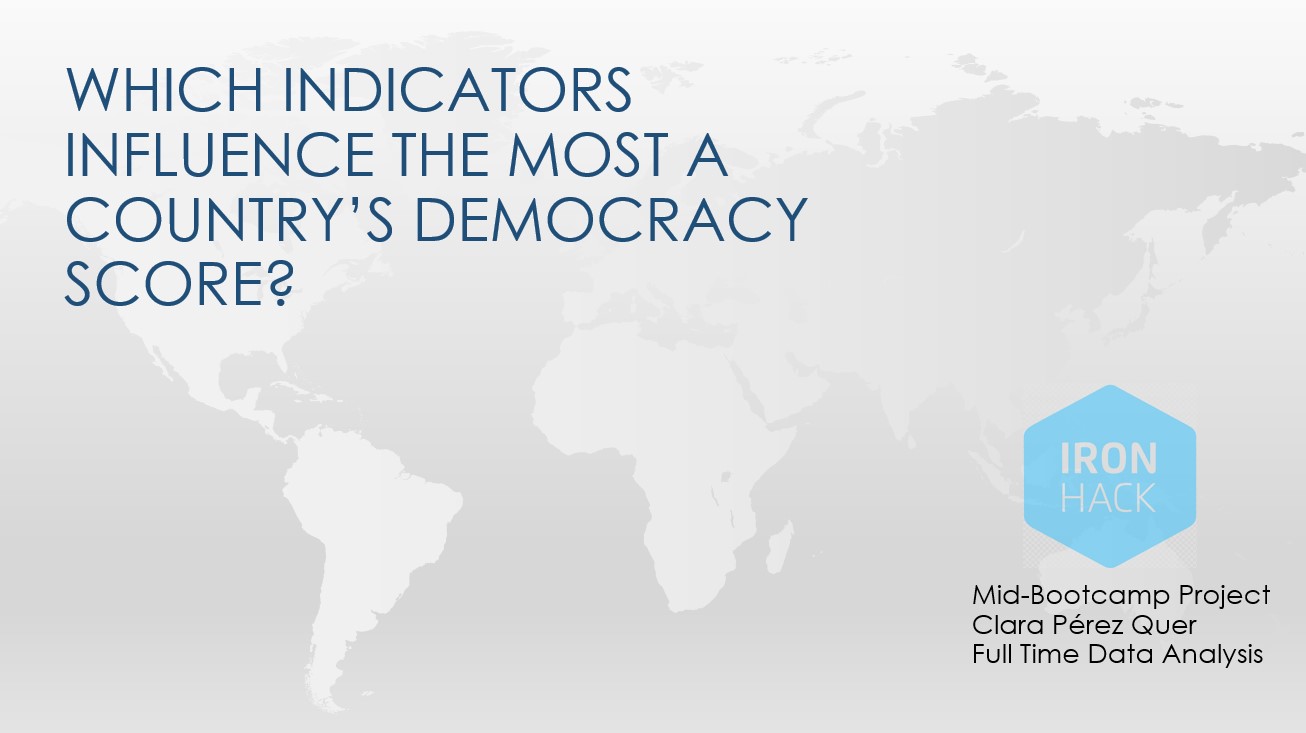 WHICH INDICATORS
INFLUENCE THE MOST A
COUNTRY’S DEMOCRACY
SCORE?
IRON
HACK
Mid-Bootcamp Project
Clara Pérez Quer
Full Time Data Analysis